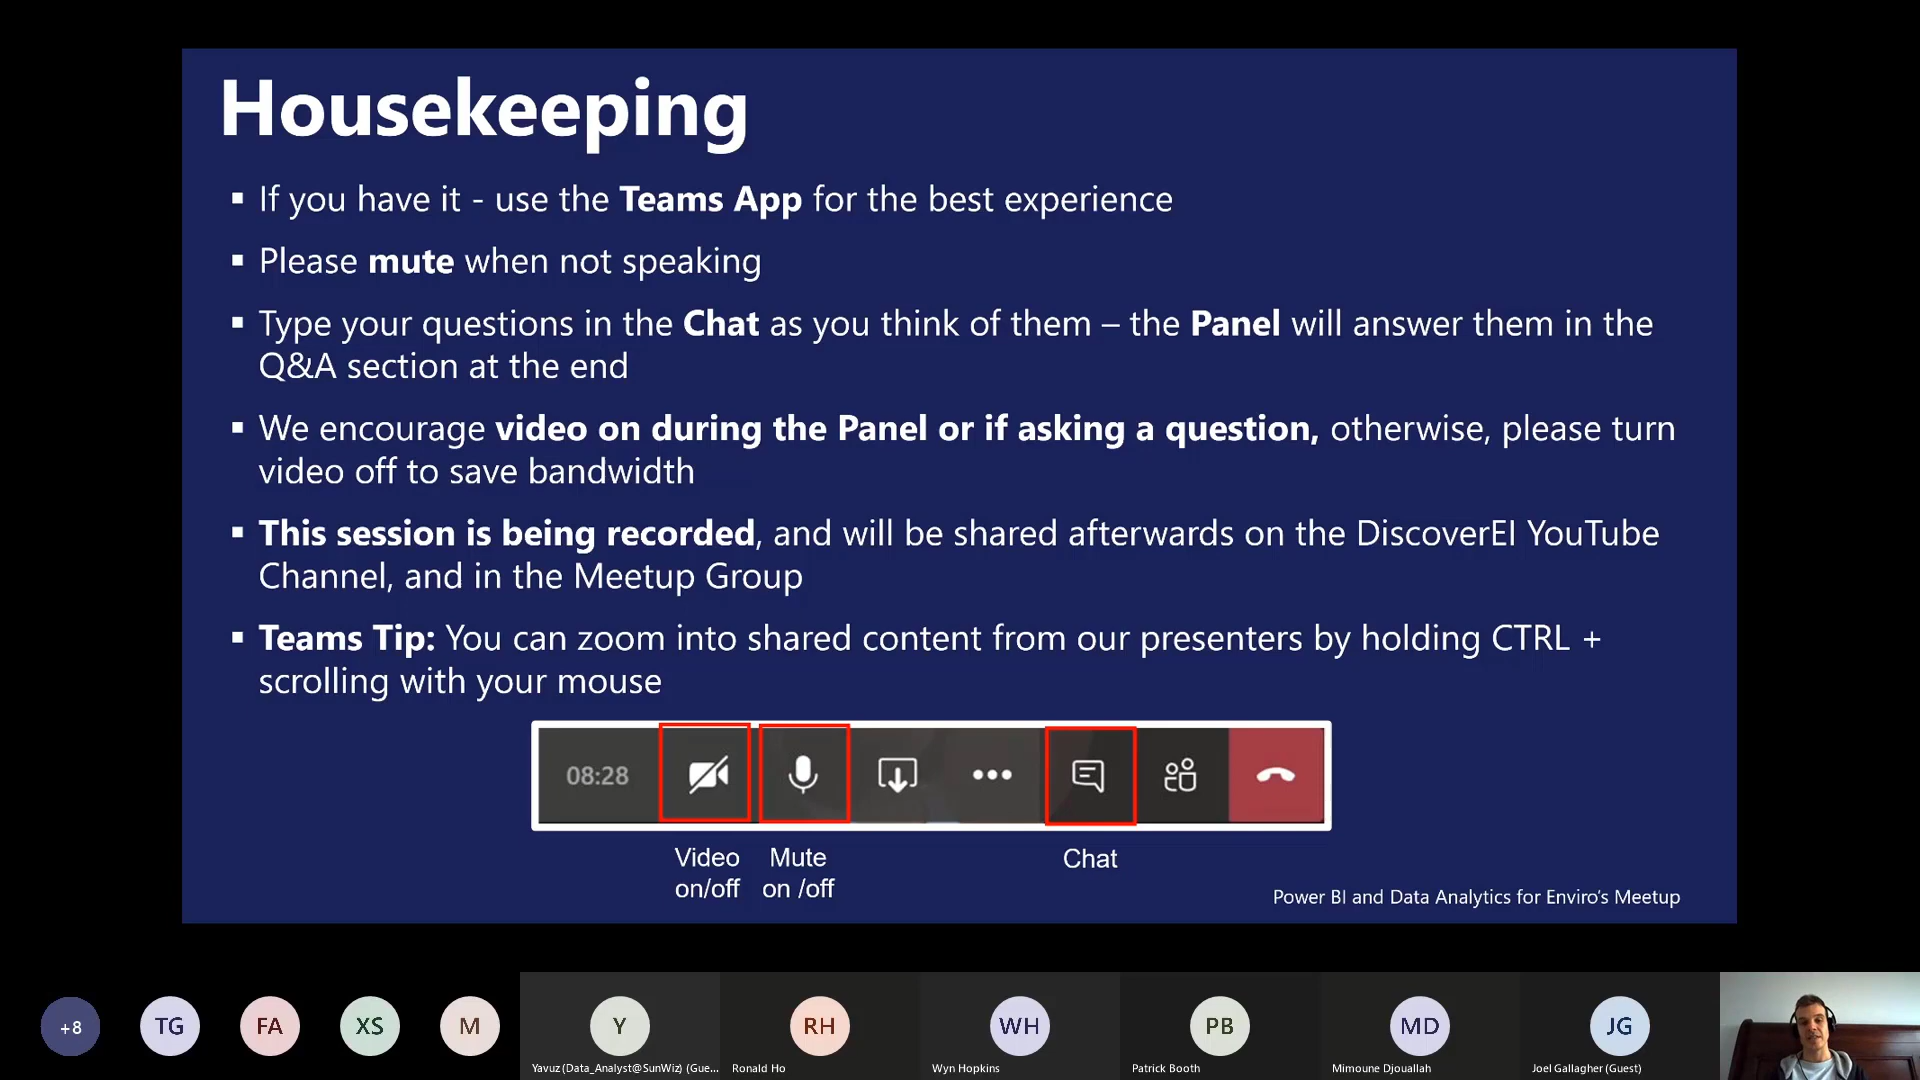 Housekeeping
▪ If you have it - use the Teams App for the best experience
▪ Please mute when not speaking
▪ Type your questions in the Chat as you think of them – the Panel will answer them in the
Q&A section at the end
▪ We encourage video on during the Panel or if asking a question, otherwise, please turn
video off to save bandwidth
▪ This session is being recorded, and will be shared afterwards on the DiscoverEI YouTube
Channel, and in the Meetup Group
▪ Teams Tip: You can zoom into shared content from our presenters by holding CTRL +
scrolling with your mouse
08:28
Video
on/off
Mute
on /off
Chat
Power BI and Data Analytics for Enviro's Meetup
+8
TG
FA
XS
M
Y
RH
WH
PB
MD
JG
Yavuz (Data_Analyst@SunWiz) (Gue...
Ronald Ho
Wyn Hopkins
Patrick Booth
Mimoune Djouallah
Joel Gallagher (Guest)